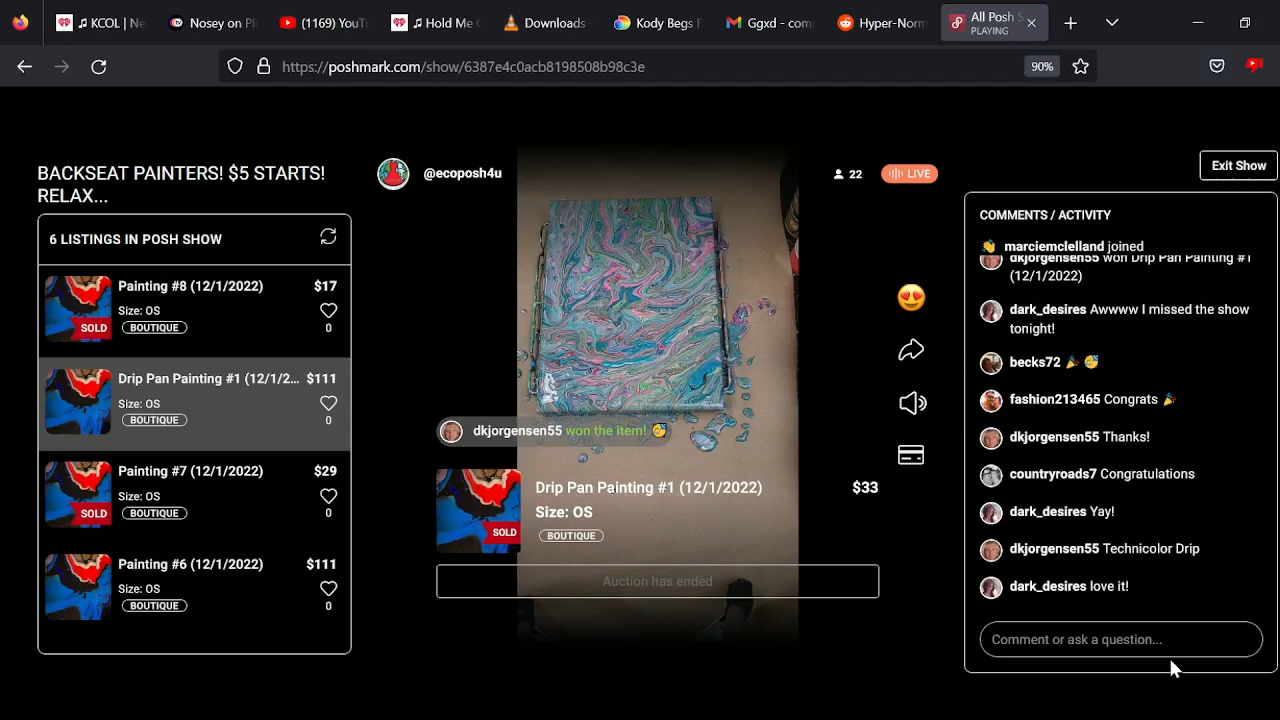 ♫ KCOL | Ne
Nosey on Pl
(1169) YouT
♫ Hold Me C
Downloads
Kody Begs F
Ggxd - com
Hyper-Norm
All Posh S
PLAYING
https://poshmark.com/show/6387e4c0acb8198508b98c3e
90%
BACKSEAT PAINTERS! $5 STARTS!
RELAX...
6 LISTINGS IN POSH SHOW
Painting #8 (12/1/2022) $17
Size: OS
BOUTIQUE
0
SOLD
Drip Pan Painting #1 (12/1/2... $111
Size: OS
BOUTIQUE
0
Painting #7 (12/1/2022) $29
Size: OS
BOUTIQUE
0
SOLD
Painting #6 (12/1/2022) $111
Size: OS
BOUTIQUE
0
@ecoposh4u
22
LIVE
dkjorgensen55 won the item! 🥳
Drip Pan Painting #1 (12/1/2022) $33
Size: OS
BOUTIQUE
SOLD
Auction has ended
Exit Show
COMMENTS / ACTIVITY
👏 marciemclelland joined
dkjorgensen55 won Drip Pan Painting #1
(12/1/2022)
dark_desires Awwww I missed the show
tonight!
becks72 🎉 🥳
fashion213465 Congrats 🎉
dkjorgensen55 Thanks!
countryroads7 Congratulations
dark_desires Yay!
dkjorgensen55 Technicolor Drip
dark_desires love it!
Comment or ask a question...